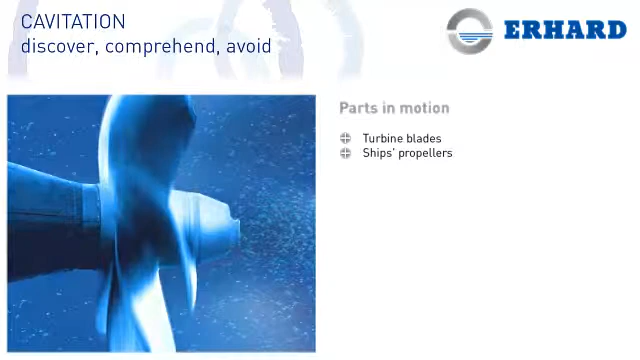 CAVITATION
discover, comprehend, avoid
ERHARD
Parts in motion
Turbine blades
Ships' propellers